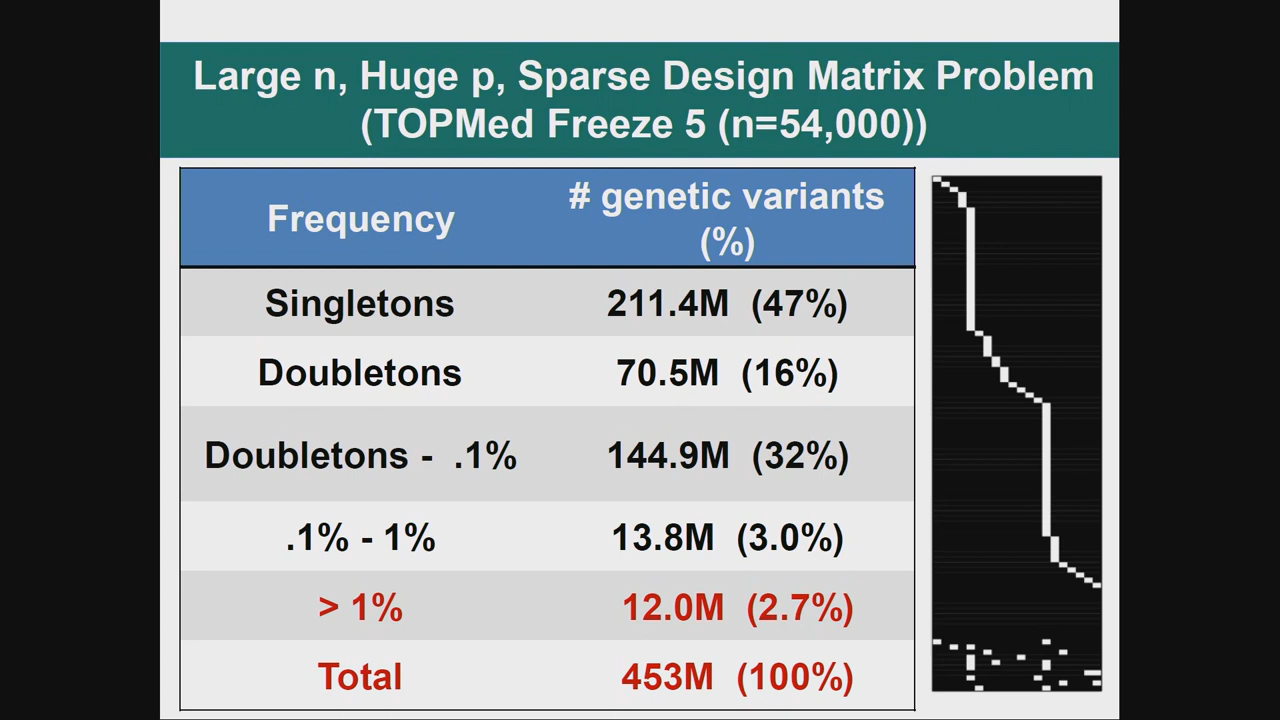 Large n, Huge p, Sparse Design Matrix Problem
(TOPMed Freeze 5 (n=54,000))
Frequency
# genetic variants
(%)
Singletons 211.4M (47%)
Doubletons 70.5M (16%)
Doubletons - .1% 144.9M (32%)
.1% - 1% 13.8M (3.0%)
> 1% 12.0M (2.7%)
Total 453M (100%)